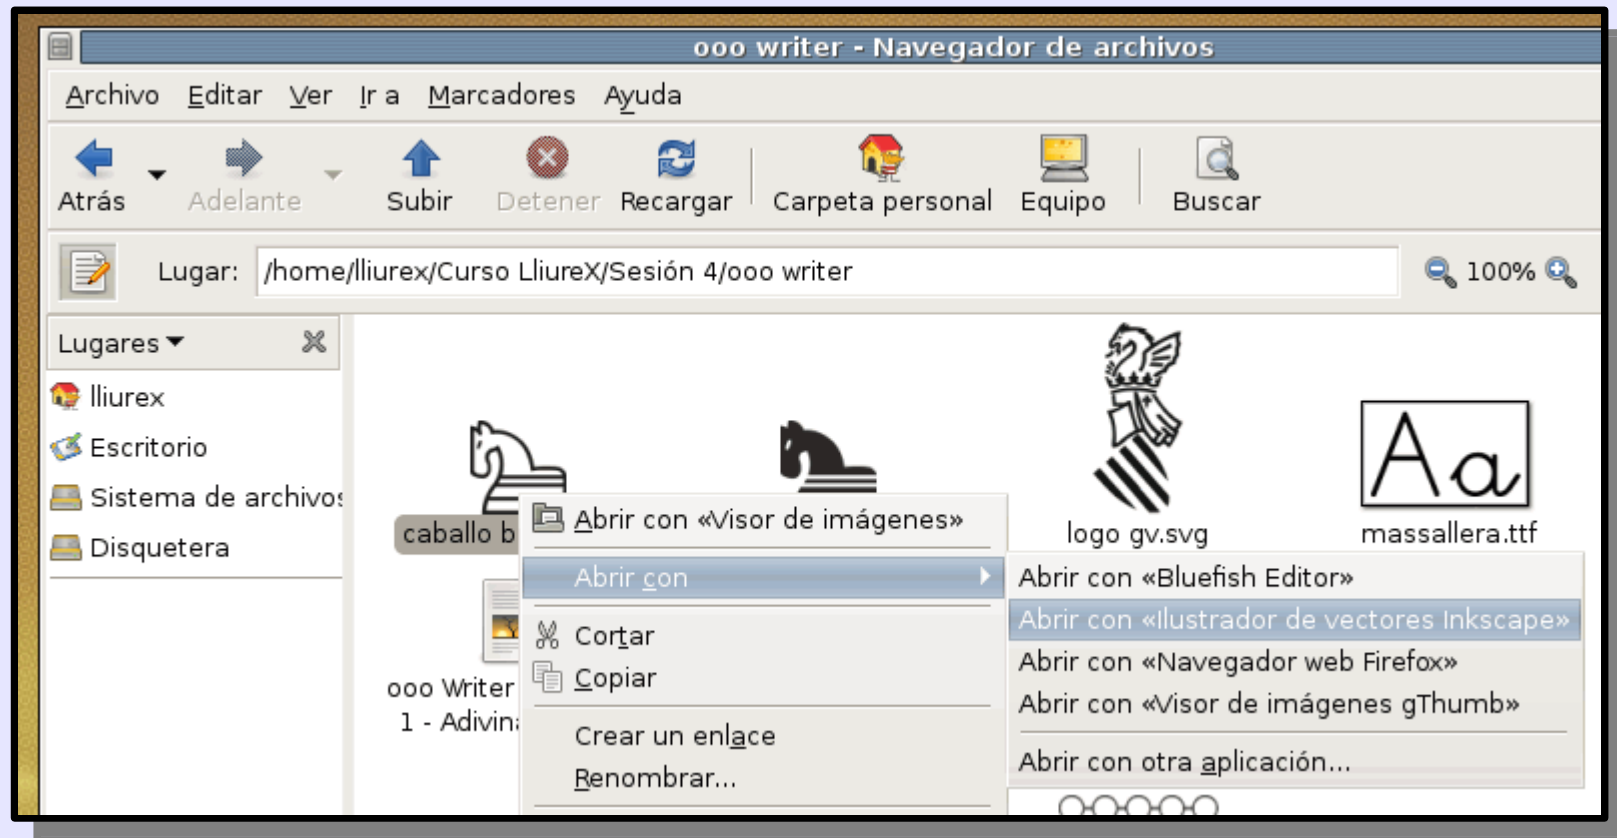 ooo writer - Navegador de archivos
Archivo Editar Ver Ir a Marcadores Ayuda
Atrás Adelante Subir Detener Recargar Carpeta personal Equipo Buscar
Lugar: /home/lliurex/Curso LliureX/Sesión 4/ooo writer 100%
Lugares
lliurex
Escritorio
Sistema de archivos
Disquetera
caballo b
logo gv.svg
Aa
massallera.ttf
ooo Writer
1 - Adivina
Abrir con «Visor de imágenes»
Abrir con
Cortar
Copiar
Crear un enlace
Renombrar...
Abrir con «Bluefish Editor»
Abrir con «Ilustrador de vectores Inkscape»
Abrir con «Navegador web Firefox»
Abrir con «Visor de imágenes gThumb»
Abrir con otra aplicación...